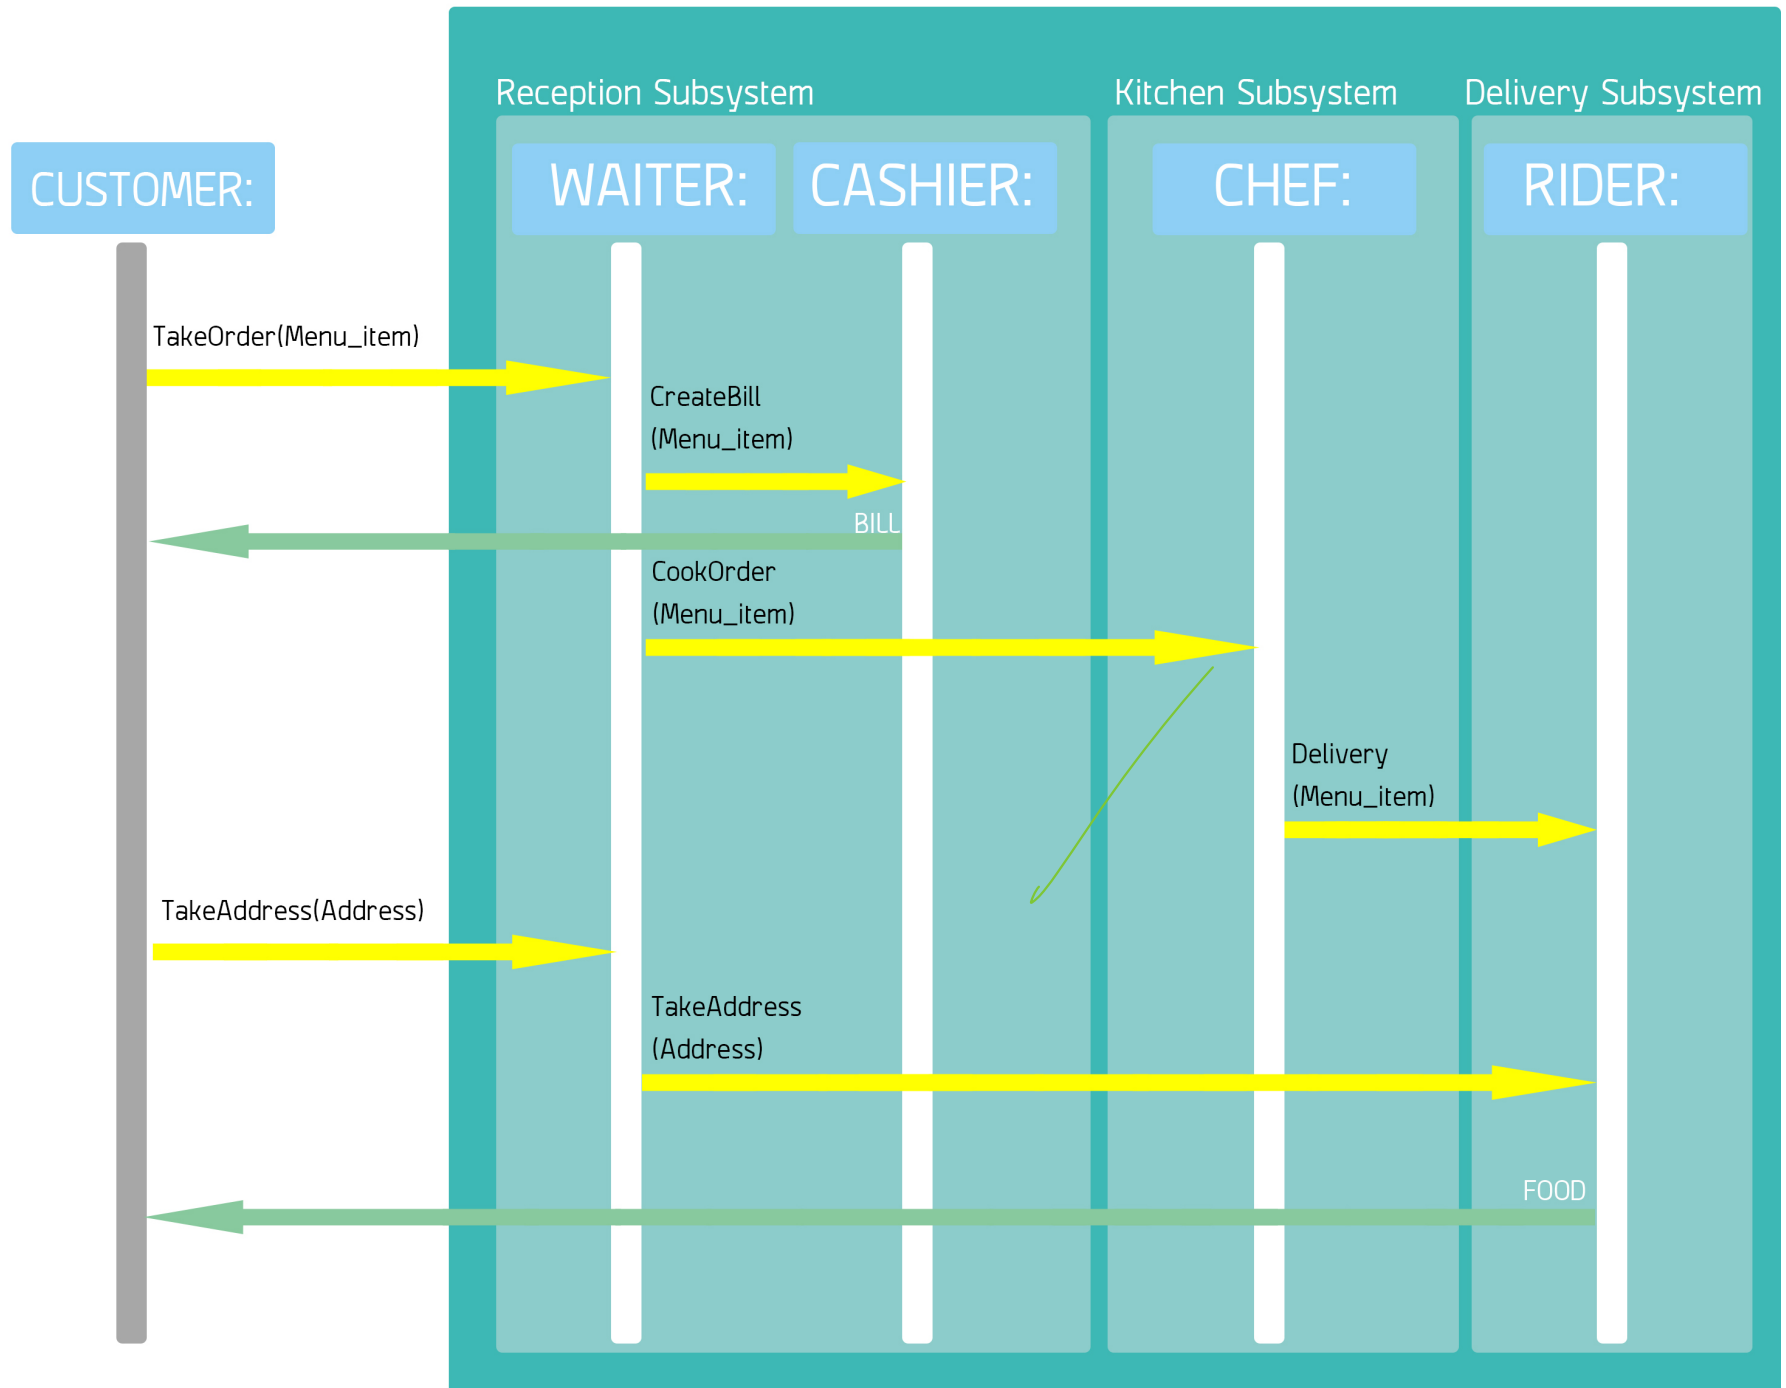 Reception Subsystem
Kitchen Subsystem
Delivery Subsystem
CUSTOMER:
WAITER:
CASHIER:
CHEF:
RIDER:
TakeOrder(Menu_item)
CreateBill
(Menu_item)
BILL
CookOrder
(Menu_item)
Delivery
(Menu_item)
TakeAddress(Address)
TakeAddress
(Address)
FOOD